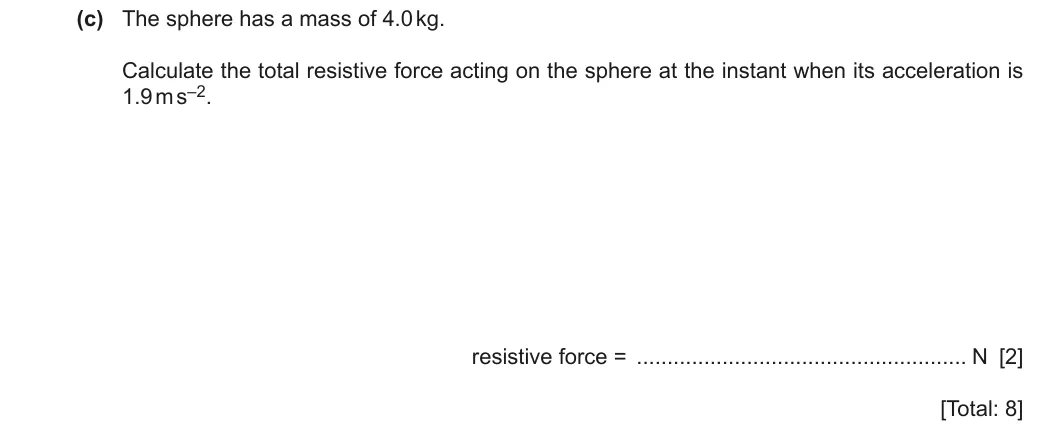 (c) The sphere has a mass of 4.0 kg.
Calculate the total resistive force acting on the sphere at the instant when its acceleration is
1.9 m s⁻².
resistive force = ...................................................... N [2]
[Total: 8]